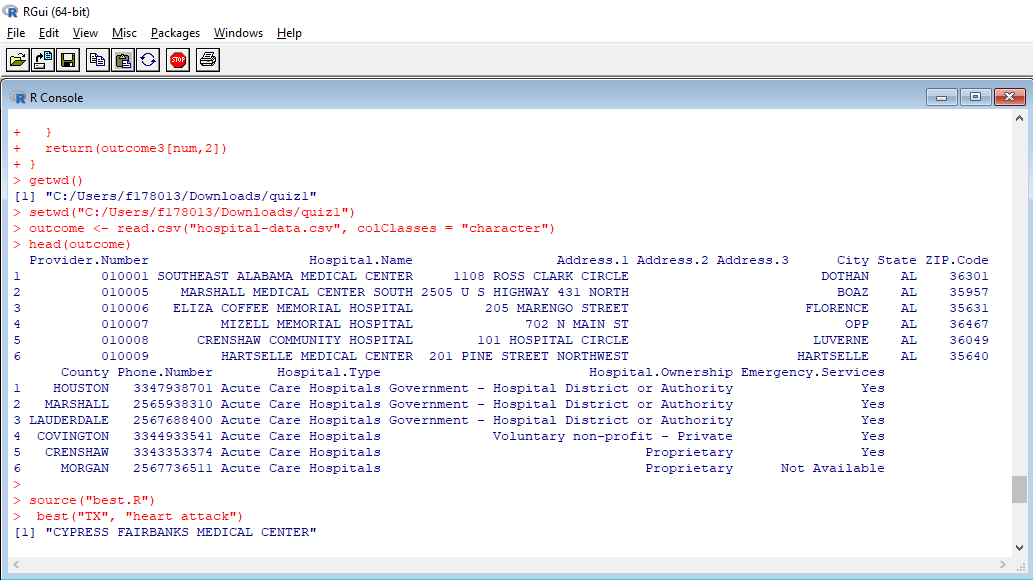 RGui (64-bit)
File Edit View Misc Packages Windows Help
STOP
R Console
+   }
+   return(outcome3[num,2])
+ }
> getwd()
[1] "C:/Users/f178013/Downloads/quiz1"
> setwd("C:/Users/f178013/Downloads/quiz1")
> outcome <- read.csv("hospital-data.csv", colClasses = "character")
> head(outcome)
  Provider.Number                    Hospital.Name                  Address.1 Address.2 Address.3      City State ZIP.Code
1          010001 SOUTHEAST ALABAMA MEDICAL CENTER     1108 ROSS CLARK CIRCLE                        DOTHAN    AL    36301
2          010005    MARSHALL MEDICAL CENTER SOUTH 2505 U S HIGHWAY 431 NORTH                          BOAZ    AL    35957
3          010006   ELIZA COFFEE MEMORIAL HOSPITAL         205 MARENGO STREET                      FLORENCE    AL    35631
4          010007         MIZELL MEMORIAL HOSPITAL              702 N MAIN ST                           OPP    AL    36467
5          010008      CRENSHAW COMMUNITY HOSPITAL        101 HOSPITAL CIRCLE                       LUVERNE    AL    36049
6          010009         HARTSELLE MEDICAL CENTER  201 PINE STREET NORTHWEST                     HARTSELLE    AL    35640
      County Phone.Number        Hospital.Type                          Hospital.Ownership Emergency.Services
1    HOUSTON   3347938701 Acute Care Hospitals Government - Hospital District or Authority                Yes
2   MARSHALL   2565938310 Acute Care Hospitals Government - Hospital District or Authority                Yes
3 LAUDERDALE   2567688400 Acute Care Hospitals Government - Hospital District or Authority                Yes
4  COVINGTON   3344933541 Acute Care Hospitals              Voluntary non-profit - Private                Yes
5   CRENSHAW   3343353374 Acute Care Hospitals                                 Proprietary                Yes
6     MORGAN   2567736511 Acute Care Hospitals                                 Proprietary      Not Available
>
> source("best.R")
>  best("TX", "heart attack")
[1] "CYPRESS FAIRBANKS MEDICAL CENTER"